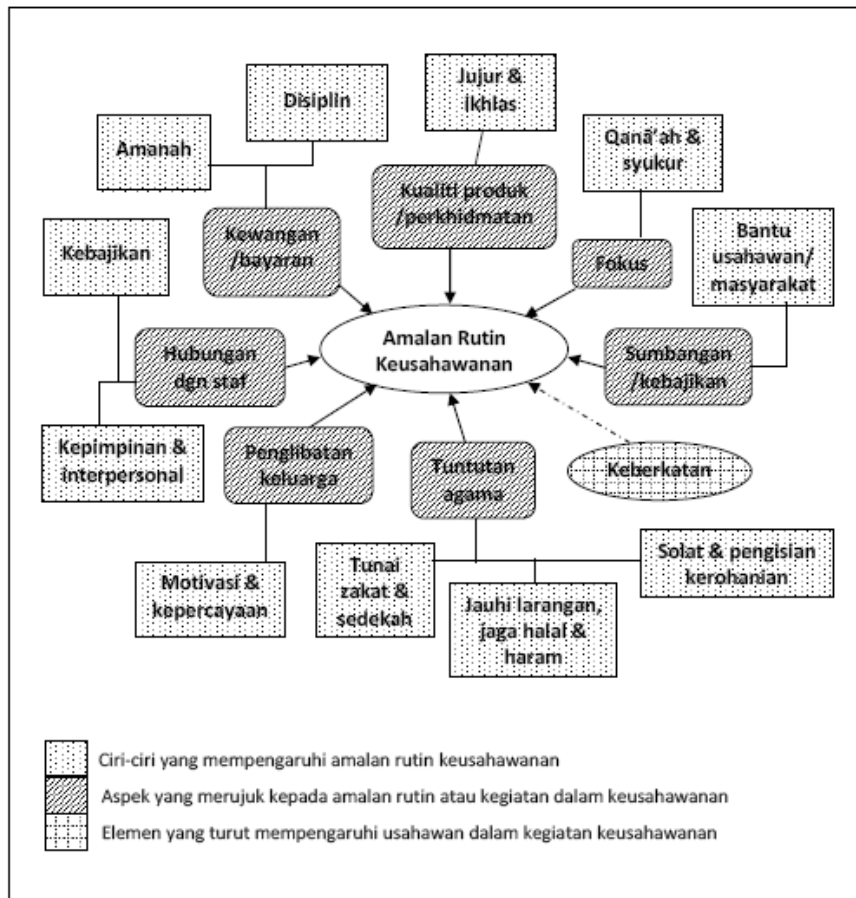 Disiplin
Jujur &
ikhlas
Qanā'ah &
syukur
Amanah
Kualiti produk
/perkhidmatan
Kewangan
/bayaran
Bantu
usahawan/
masyarakat
Kebajikan
Fokus
Amalan Rutin
Keusahawanan
Hubungan
dgn staf
Sumbangan
/kebajikan
Kepimpinan &
interpersonal
Penglibatan
keluarga
Tuntutan
agama
Keberkatan
Motivasi &
kepercayaan
Tunai
zakat &
sedekah
Jauhi larangan,
jaga halal &
haram
Solat & pengisian
kerohanian
Ciri-ciri yang mempengaruhi amalan rutin keusahawanan
Aspek yang merujuk kepada amalan rutin atau kegiatan dalam keusahawanan
Elemen yang turut mempengaruhi usahawan dalam kegiatan keusahawanan